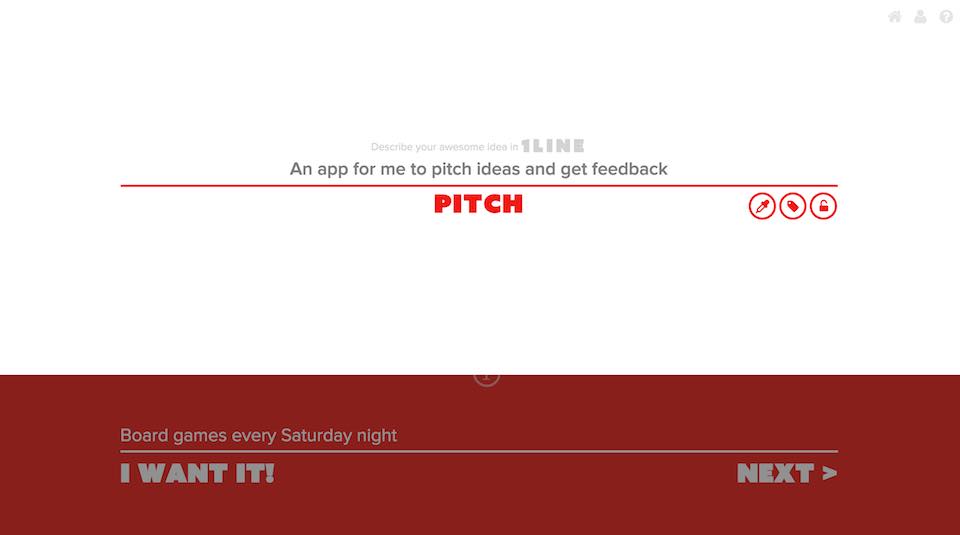 Describe your awesome idea in 1LINE
An app for me to pitch ideas and get feedback
PITCH
Board games every Saturday night
I WANT IT!
NEXT >